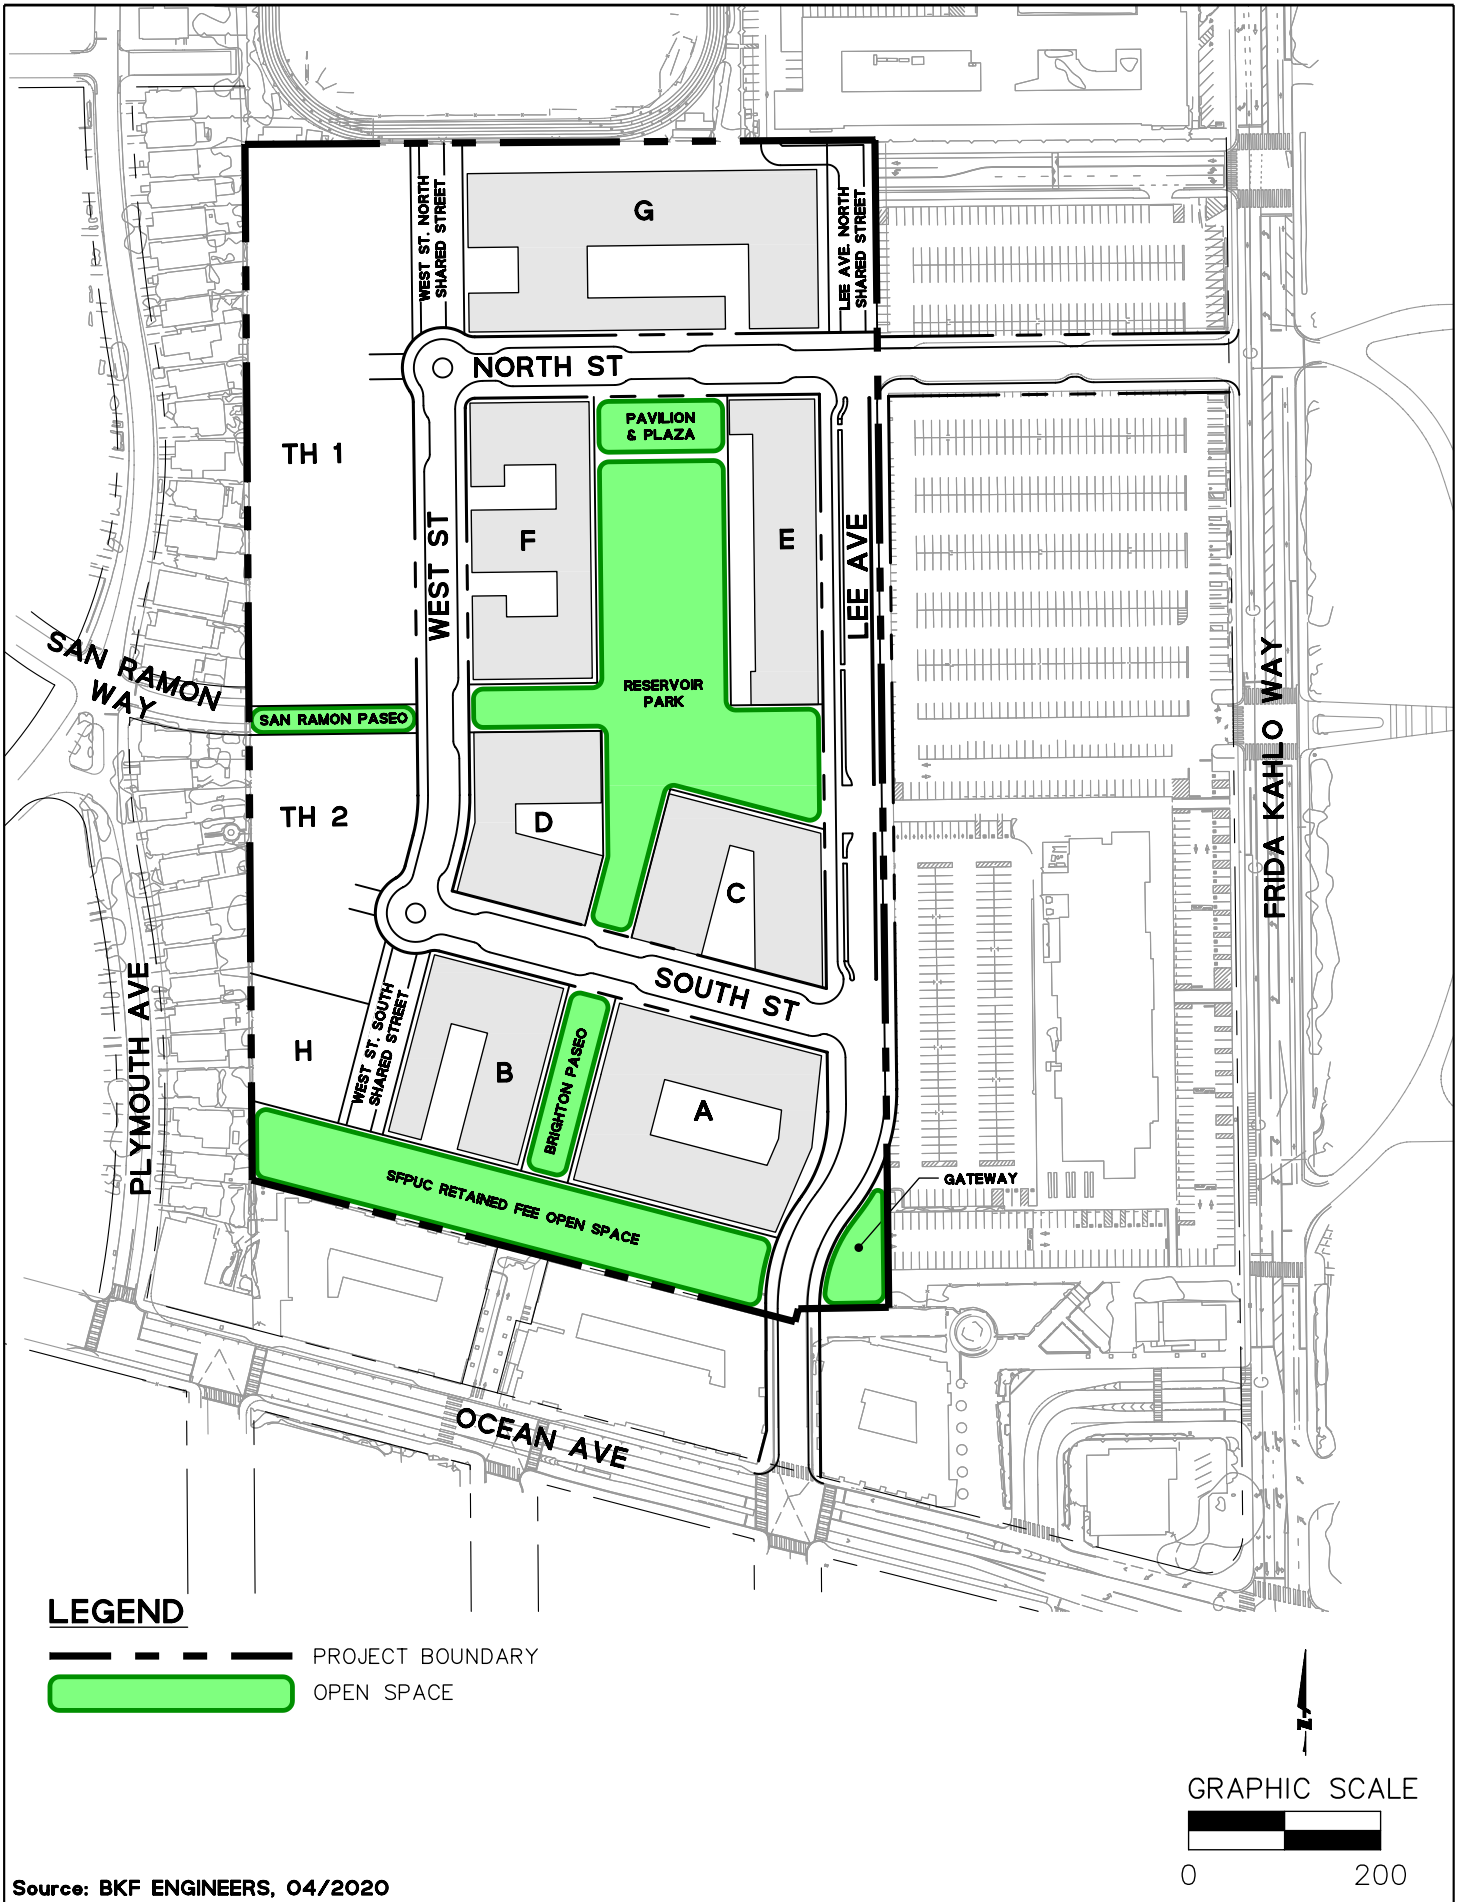 WEST ST. NORTH
SHARED STREET
G
LEE AVE. NORTH
SHARED STREET
NORTH ST
PAVILION
& PLAZA
TH 1
WEST ST
F
E
LEE AVE
SAN RAMON
WAY
SAN RAMON PASEO
RESERVOIR
PARK
FRIDA KAHLO WAY
TH 2
D
C
PLYMOUTH AVE
SOUTH ST
H
WEST ST. SOUTH
SHARED STREET
B
BRIGHTON PASEO
A
SFPUC RETAINED FEE OPEN SPACE
GATEWAY
OCEAN AVE
LEGEND
PROJECT BOUNDARY
OPEN SPACE
GRAPHIC SCALE
0 200
Source: BKF ENGINEERS, 04/2020